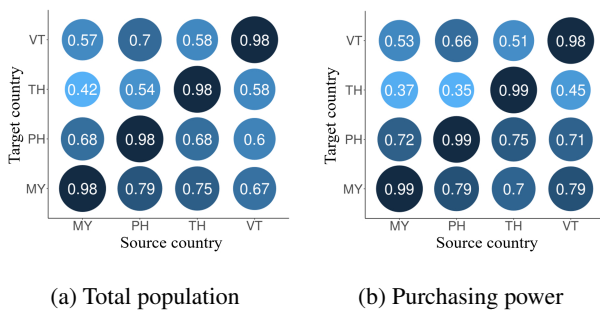 Target country
VT 0.57 0.7 0.58 0.98
TH 0.42 0.54 0.98 0.58
PH 0.68 0.98 0.68 0.6
MY 0.98 0.79 0.75 0.67
MY PH TH VT
Source country
(a) Total population
Target country
VT 0.53 0.66 0.51 0.98
TH 0.37 0.35 0.99 0.45
PH 0.72 0.99 0.75 0.71
MY 0.99 0.79 0.7 0.79
MY PH TH VT
Source country
(b) Purchasing power